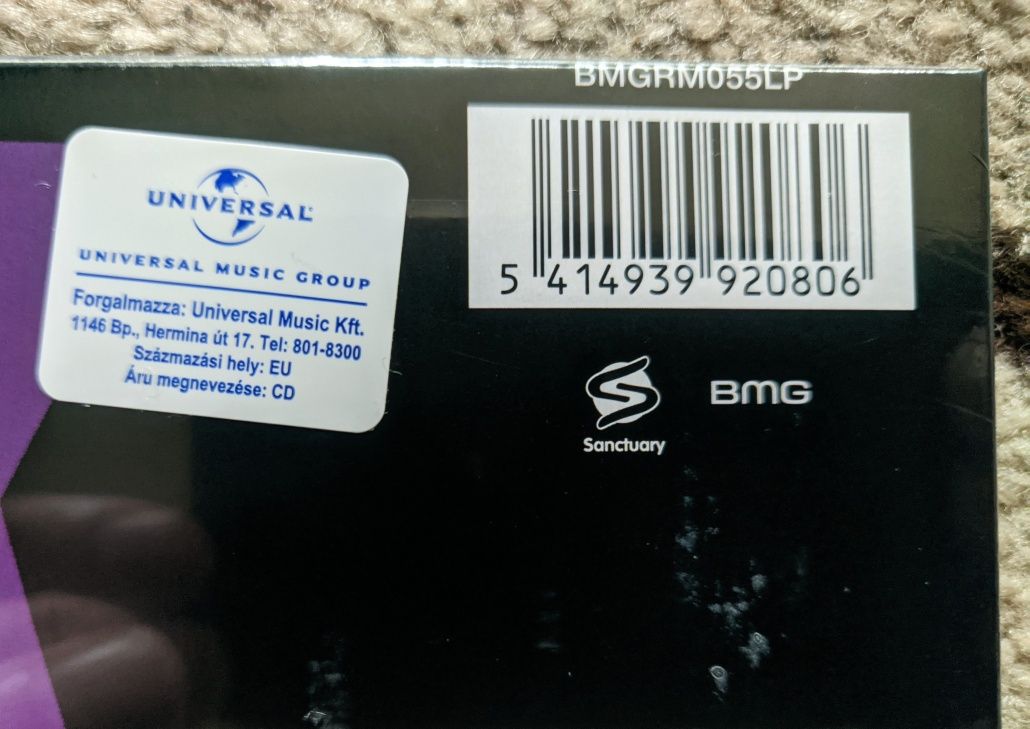 BMGRM055LP
UNIVERSAL
UNIVERSAL MUSIC GROUP
Forgalmazza: Universal Music Kft.
1146 Bp., Hermina út 17. Tel: 801-8300
Százmazási hely: EU
Áru megnevezése: CD
5 414939 920806
Sanctuary
BMG